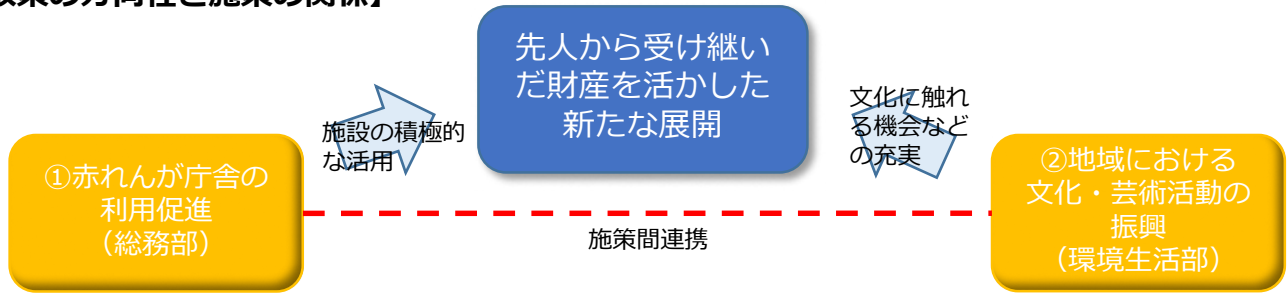 政策の方向性と施策の関係】
先人から受け継い
だ財産を活かした
新たな展開
施設の積極的
な活用
文化に触れ
る機会など
の充実
①赤れんが庁舎の
利用促進
（総務部）
②地域における
文化・芸術活動の
振興
（環境生活部）
施策間連携